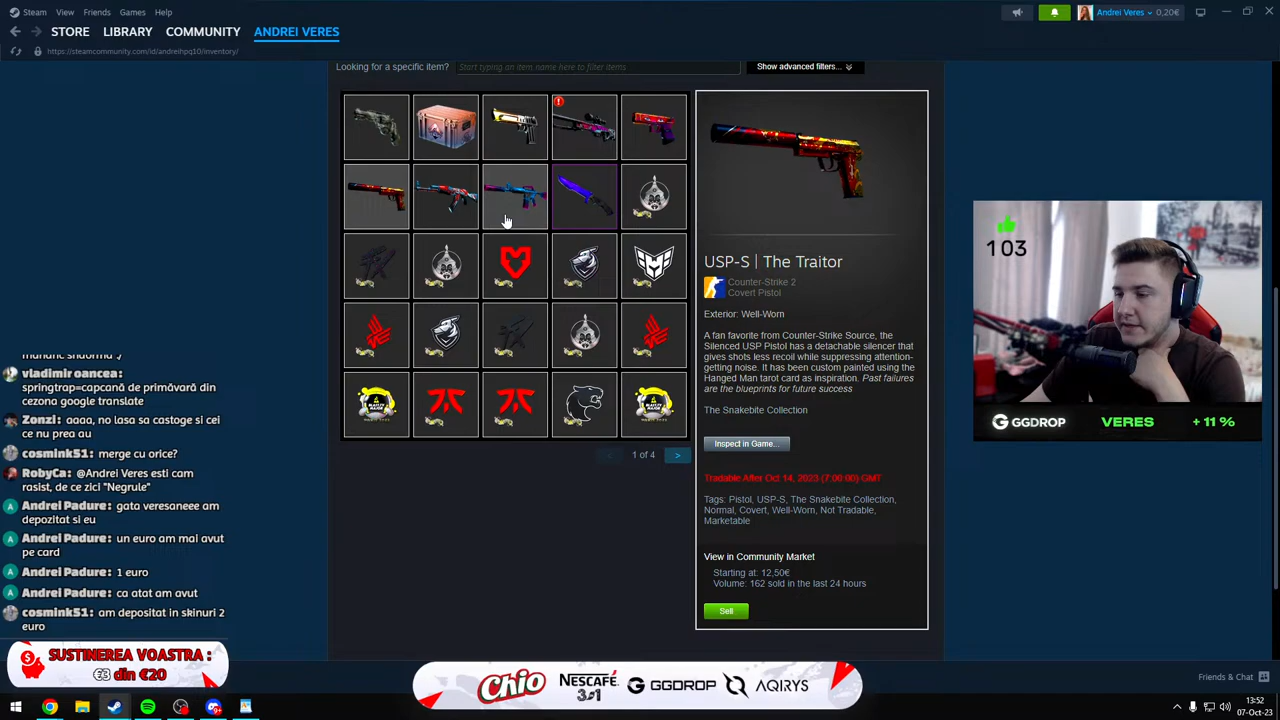 Steam View Friends Games Help
Andrei Veres 0,20€
STORE LIBRARY COMMUNITY ANDREI VERES
https://steamcommunity.com/id/andreihpq10/inventory/
Looking for a specific item? Start typing an item name here to filter items Show advanced filters...
1 of 4
< >
USP-S | The Traitor
Counter-Strike 2
Covert Pistol
Exterior: Well-Worn
A fan favorite from Counter-Strike Source, the
Silenced USP Pistol has a detachable silencer that
gives shots less recoil while suppressing attention-
getting noise. It has been custom painted using the
Hanged Man tarot card as inspiration. Past failures
are the blueprints for future success
The Snakebite Collection
Inspect in Game...
Tradable After Oct 14, 2023 (7:00:00) GMT
Tags: Pistol, USP-S, The Snakebite Collection,
Normal, Covert, Well-Worn, Not Tradable,
Marketable
View in Community Market
Starting at: 12,50€
Volume: 162 sold in the last 24 hours
Sell
103
GGDROP VERES + 11 %
vladimir oancea:
springtrap=capcană de primăvară din
cezona google translate
Zonzi: aaaa, no lasa sa castoge si cei
ce nu prea au
cosmink51: merge cu orice?
RobyCa: @Andrei Veres esti cam
rasist, de ce zici "Negrule"
Andrei Padure: gata veresaneee am
depozitat si eu
Andrei Padure: un euro am mai avut
pe card
Andrei Padure: 1 euro
Andrei Padure: ca atat am avut
cosmink51: am depositat in skinuri 2
euro
SUSTINEREA VOASTRA :
€3 din €20
Chio NESCAFÉ 3in1 GGDROP AQIRYS
Friends & Chat
13:52
07-Oct-23